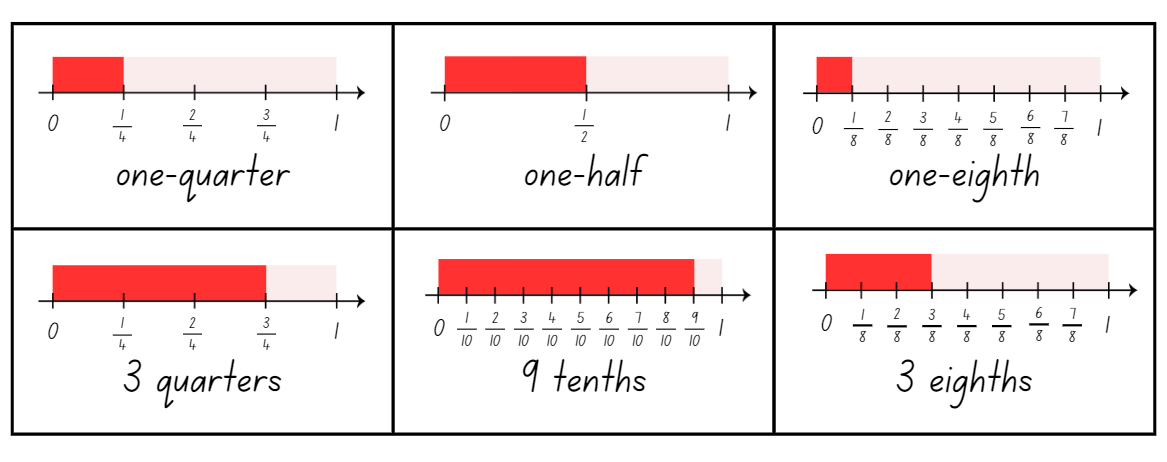 0 1/4 2/4 3/4 1
one-quarter
0 1/2 1
one-half
0 1/8 2/8 3/8 4/8 5/8 6/8 7/8 1
one-eighth
0 1/4 2/4 3/4 1
3 quarters
0 1/10 2/10 3/10 4/10 5/10 6/10 7/10 8/10 9/10 1
9 tenths
0 1/8 2/8 3/8 4/8 5/8 6/8 7/8 1
3 eighths